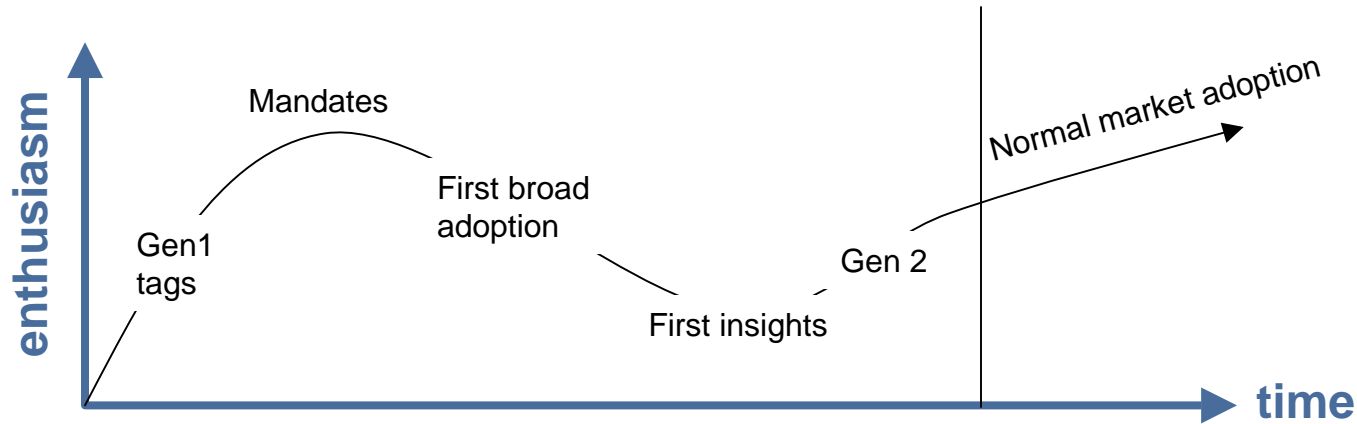 Mandates
Normal market adoption
First broad
adoption
Gen1
tags
Gen 2
First insights
enthusiasm
time